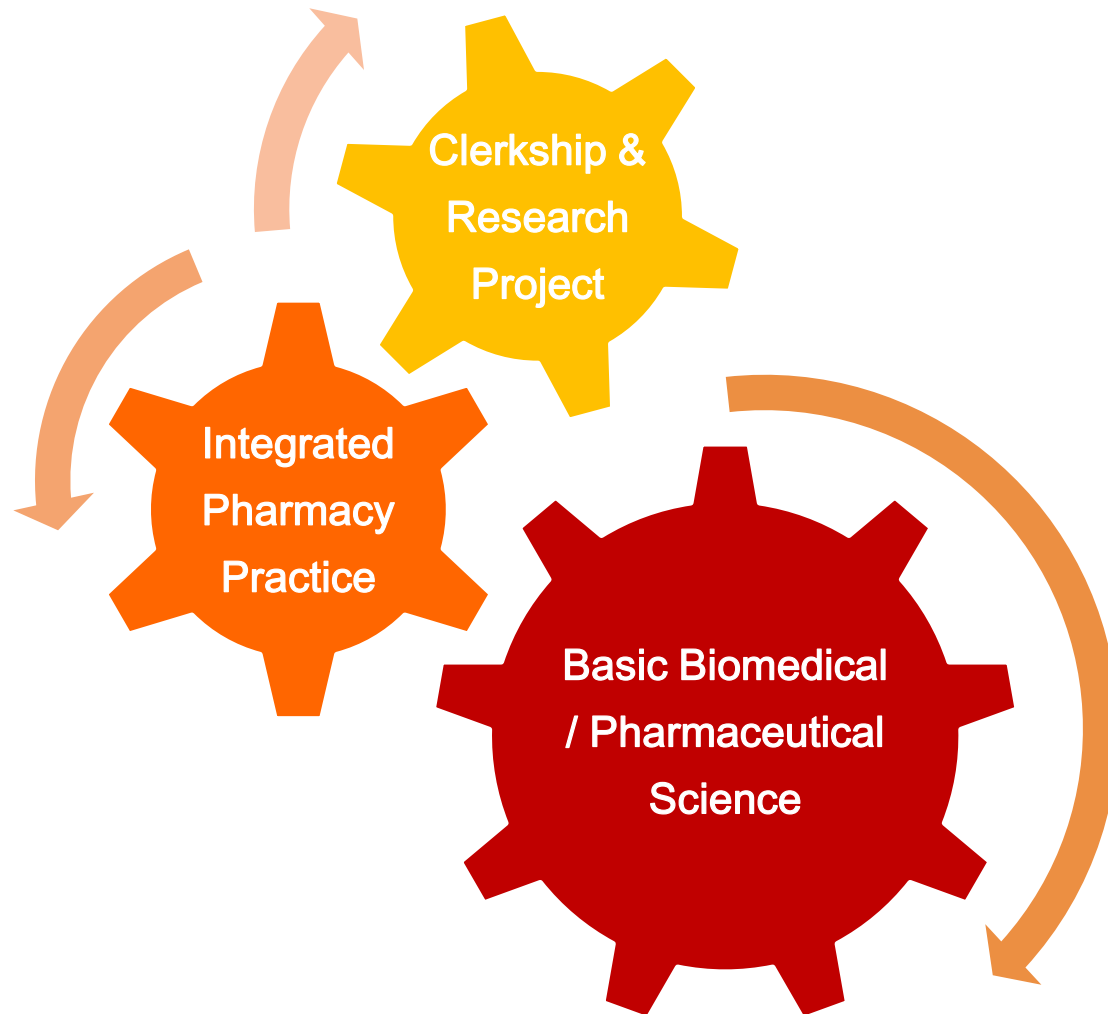 Clerkship &
Research
Project
Integrated
Pharmacy
Practice
Basic Biomedical
/ Pharmaceutical
Science